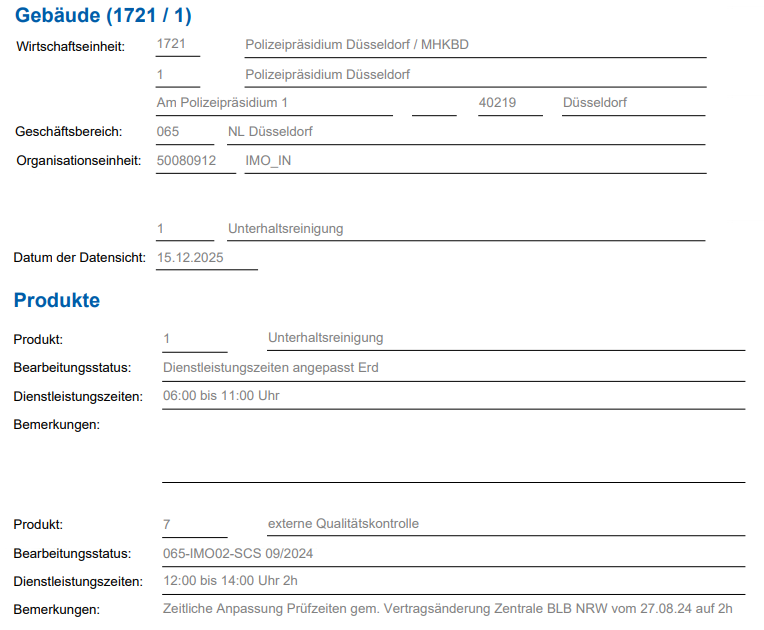 Gebäude (1721 / 1)
Wirtschaftseinheit: 1721 Polizeipräsidium Düsseldorf / MHKBD
1 Polizeipräsidium Düsseldorf
Am Polizeipräsidium 1 40219 Düsseldorf
Geschäftsbereich: 065 NL Düsseldorf
Organisationseinheit: 50080912 IMO_IN
1 Unterhaltsreinigung
Datum der Datensicht: 15.12.2025
Produkte
Produkt: 1 Unterhaltsreinigung
Bearbeitungsstatus: Dienstleistungszeiten angepasst Erd
Dienstleistungszeiten: 06:00 bis 11:00 Uhr
Bemerkungen:
Produkt: 7 externe Qualitätskontrolle
Bearbeitungsstatus: 065-IMO02-SCS 09/2024
Dienstleistungszeiten: 12:00 bis 14:00 Uhr 2h
Bemerkungen: Zeitliche Anpassung Prüfzeiten gem. Vertragsänderung Zentrale BLB NRW vom 27.08.24 auf 2h